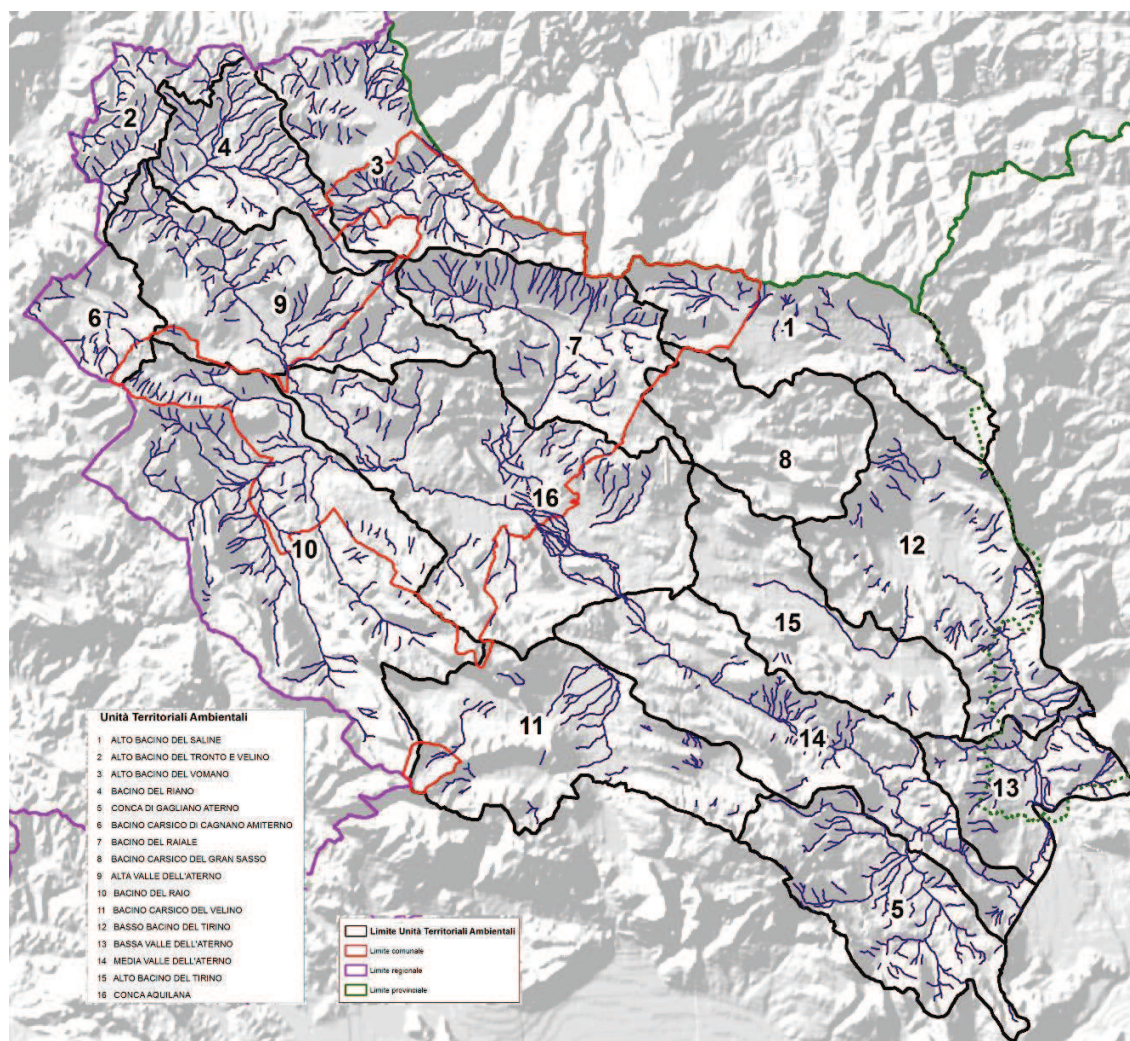 2
4
3
9
6
1
7
8
16
12
10
15
11
14
13
5
Unità Territoriali Ambientali
1 ALTO BACINO DEL SALINE
2 ALTO BACINO DEL TRONTO E VELINO
3 ALTO BACINO DEL VOMANO
4 BACINO DEL RIANO
5 CONCA DI GAGLIANO ATERNO
6 BACINO CARSICO DI CAGNANO AMITERNO
7 BACINO DEL RAIALE
8 BACINO CARSICO DEL GRAN SASSO
9 ALTA VALLE DELL'ATERNO
10 BACINO DEL RAIO
11 BACINO CARSICO DEL VELINO
12 BASSO BACINO DEL TIRINO
13 BASSA VALLE DELL'ATERNO
14 MEDIA VALLE DELL'ATERNO
15 ALTO BACINO DEL TIRINO
16 CONCA AQUILANA
Limite Unità Territoriali Ambientali
Limite comunale
Limite regionale
Limite provinciale